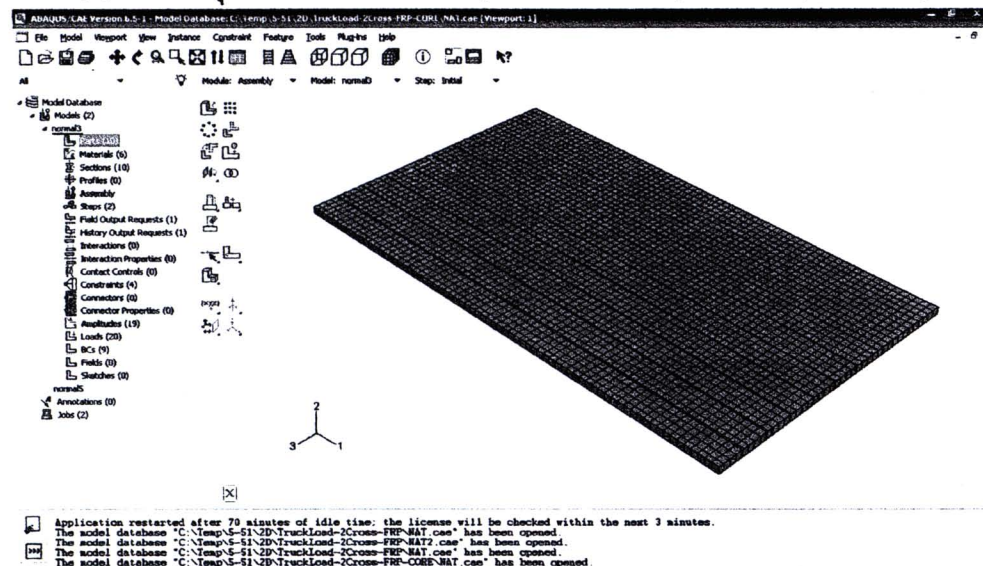 ABAQUS/CAE Version 6.5-1 - Model Database: C:\Temp\S-51\2D\TruckLoad-2Cross-FRP-CORE\NAT.cae [Viewport: 1]
File Model Viewport View Instance Constraint Feature Tools Plug-ins Help
All Module: Assembly Model: normal3 Step: Initial
Model Database
Models (2)
normal3
Materials (6)
Sections (10)
Profiles (0)
Assembly
Steps (2)
Field Output Requests (1)
History Output Requests (1)
Interactions (0)
Interaction Properties (0)
Contact Controls (0)
Constraints (4)
Connectors (0)
Connector Properties (0)
Amplitudes (19)
Loads (20)
BCs (9)
Fields (0)
Sketches (0)
normal5
Annotations (0)
Jobs (2)
2
3 1
Application restarted after 70 minutes of idle time; the license will be checked within the next 3 minutes.
The model database "C:\Temp\S-51\2D\TruckLoad-2Cross-FRP\NAT.cae" has been opened.
The model database "C:\Temp\S-51\2D\TruckLoad-2Cross-FRP\NAT2.cae" has been opened.
The model database "C:\Temp\S-51\2D\TruckLoad-2Cross-FRP\NAT.cae" has been opened.
The model database "C:\Temp\S-51\2D\TruckLoad-2Cross-FRP-CORE\NAT.cae" has been opened.